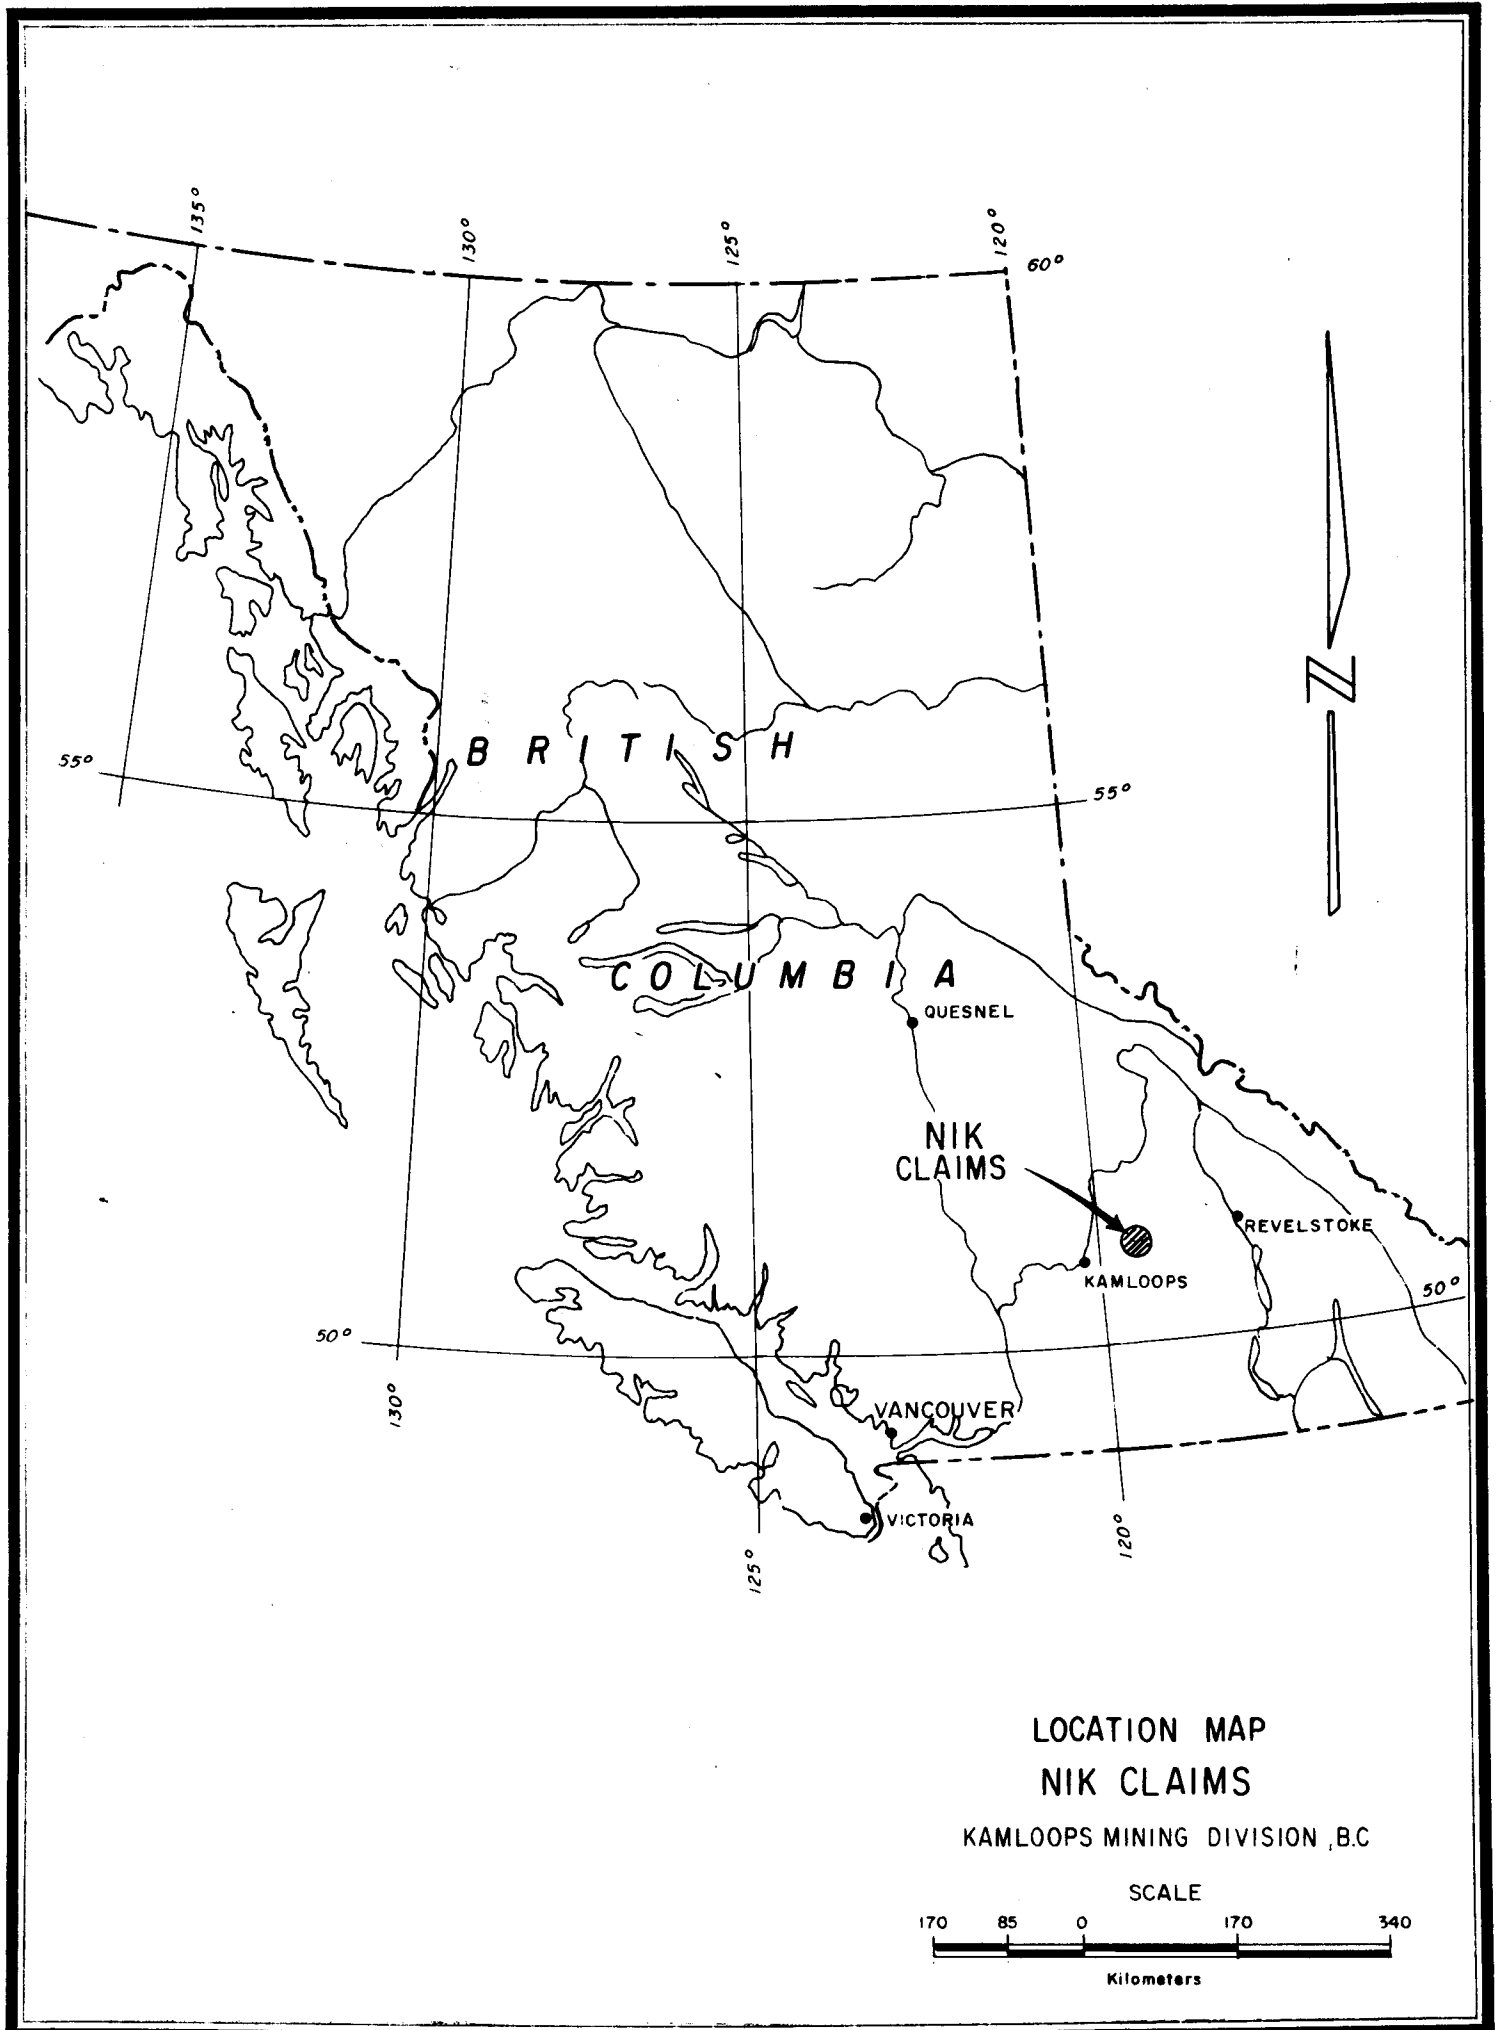 135°
130°
125°
120°
60°
N
BRITISH
55°
55°
COLUMBIA
QUESNEL
NIK
CLAIMS
REVELSTOKE
KAMLOOPS
50°
50°
130°
VANCOUVER
VICTORIA
125°
120°
LOCATION MAP
NIK CLAIMS
KAMLOOPS MINING DIVISION, B.C
SCALE
170 85 0 170 340
Kilometers